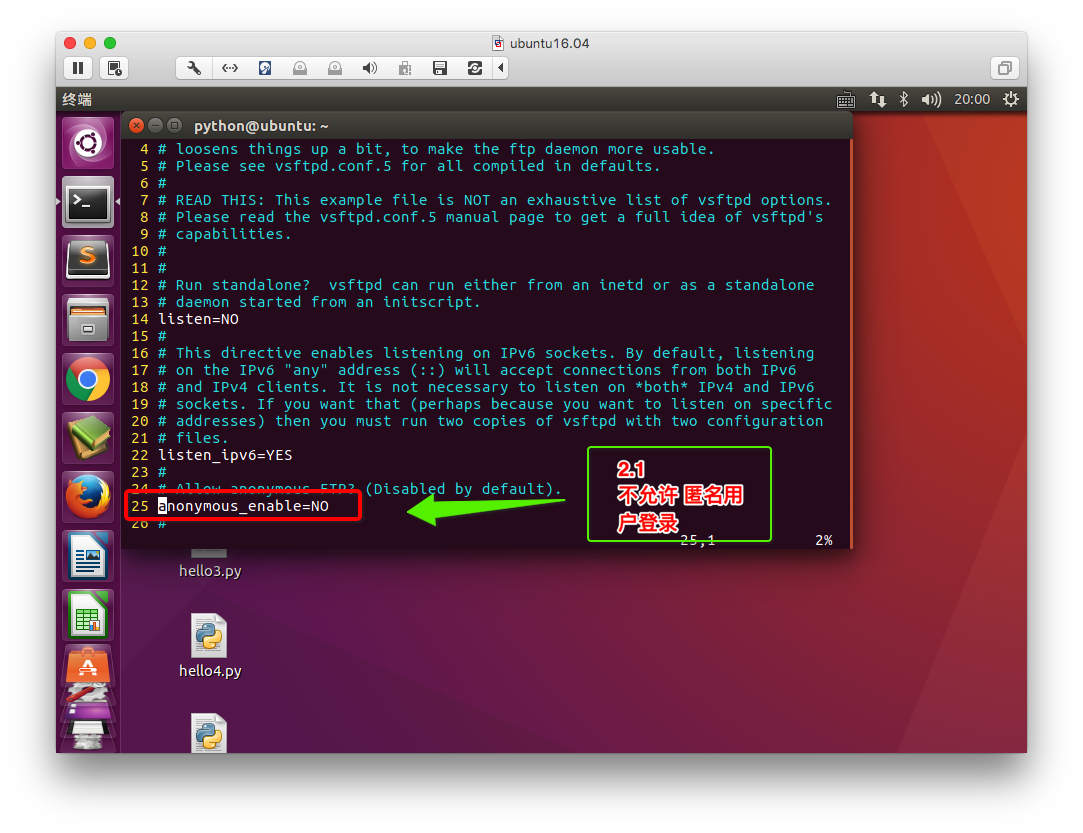 ubuntu16.04
终端
20:00
python@ubuntu: ~
4 # loosens things up a bit, to make the ftp daemon more usable.
5 # Please see vsftpd.conf.5 for all compiled in defaults.
6 #
7 # READ THIS: This example file is NOT an exhaustive list of vsftpd options.
8 # Please read the vsftpd.conf.5 manual page to get a full idea of vsftpd's
9 # capabilities.
10 #
11 #
12 # Run standalone?  vsftpd can run either from an inetd or as a standalone
13 # daemon started from an initscript.
14 listen=NO
15 #
16 # This directive enables listening on IPv6 sockets. By default, listening
17 # on the IPv6 "any" address (::) will accept connections from both IPv6
18 # and IPv4 clients. It is not necessary to listen on *both* IPv4 and IPv6
19 # sockets. If you want that (perhaps because you want to listen on specific
20 # addresses) then you must run two copies of vsftpd with two configuration
21 # files.
22 listen_ipv6=YES
23 #
24 # Allow anonymous FTP? (Disabled by default).
25 anonymous_enable=NO
26 #
2.1
不允许 匿名用
户登录
25,1 2%
hello3.py
hello4.py